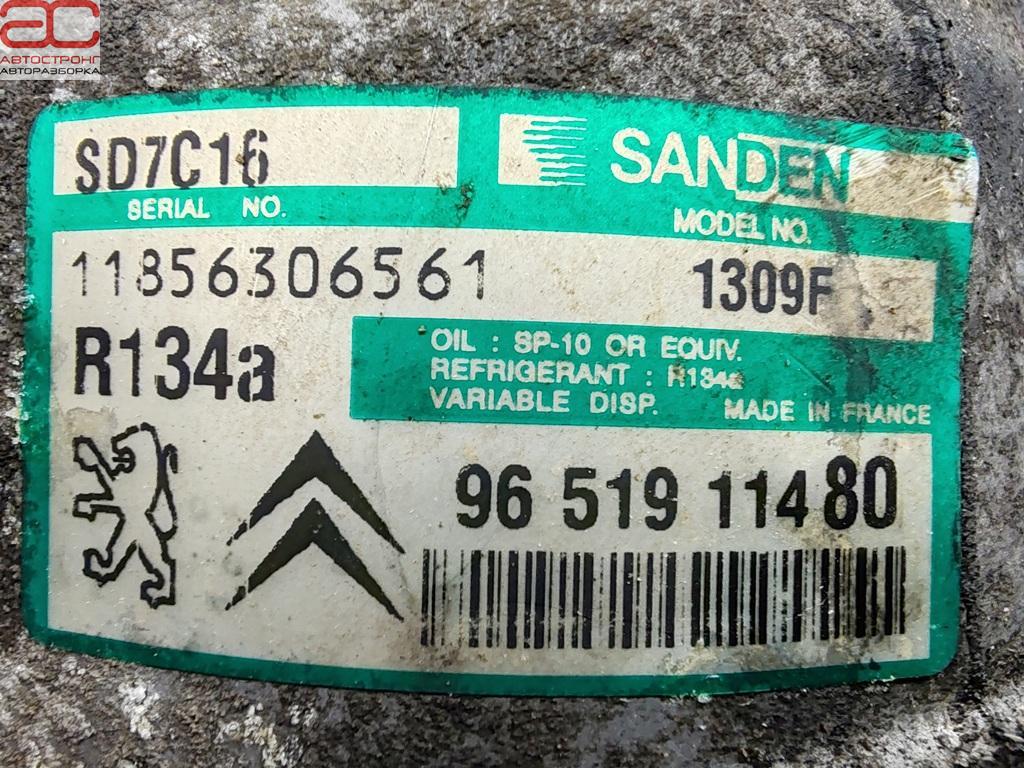 ac
АВТОСТРОНГ
АВТОРАЗБОРКА
SD7C16
SANDEN
SERIAL NO.
MODEL NO.
11856306561
1309F
R134a
OIL : SP-10 OR EQUIV.
REFRIGERANT : R134a
VARIABLE DISP.
MADE IN FRANCE
96 519 114 80